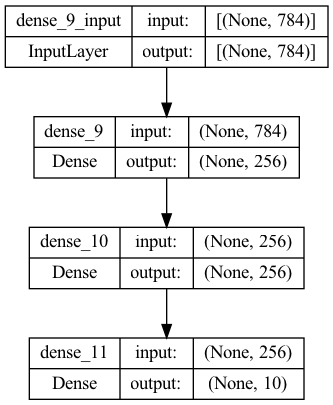 dense_9_input input: [(None, 784)]
InputLayer output: [(None, 784)]
dense_9 input: (None, 784)
Dense output: (None, 256)
dense_10 input: (None, 256)
Dense output: (None, 256)
dense_11 input: (None, 256)
Dense output: (None, 10)